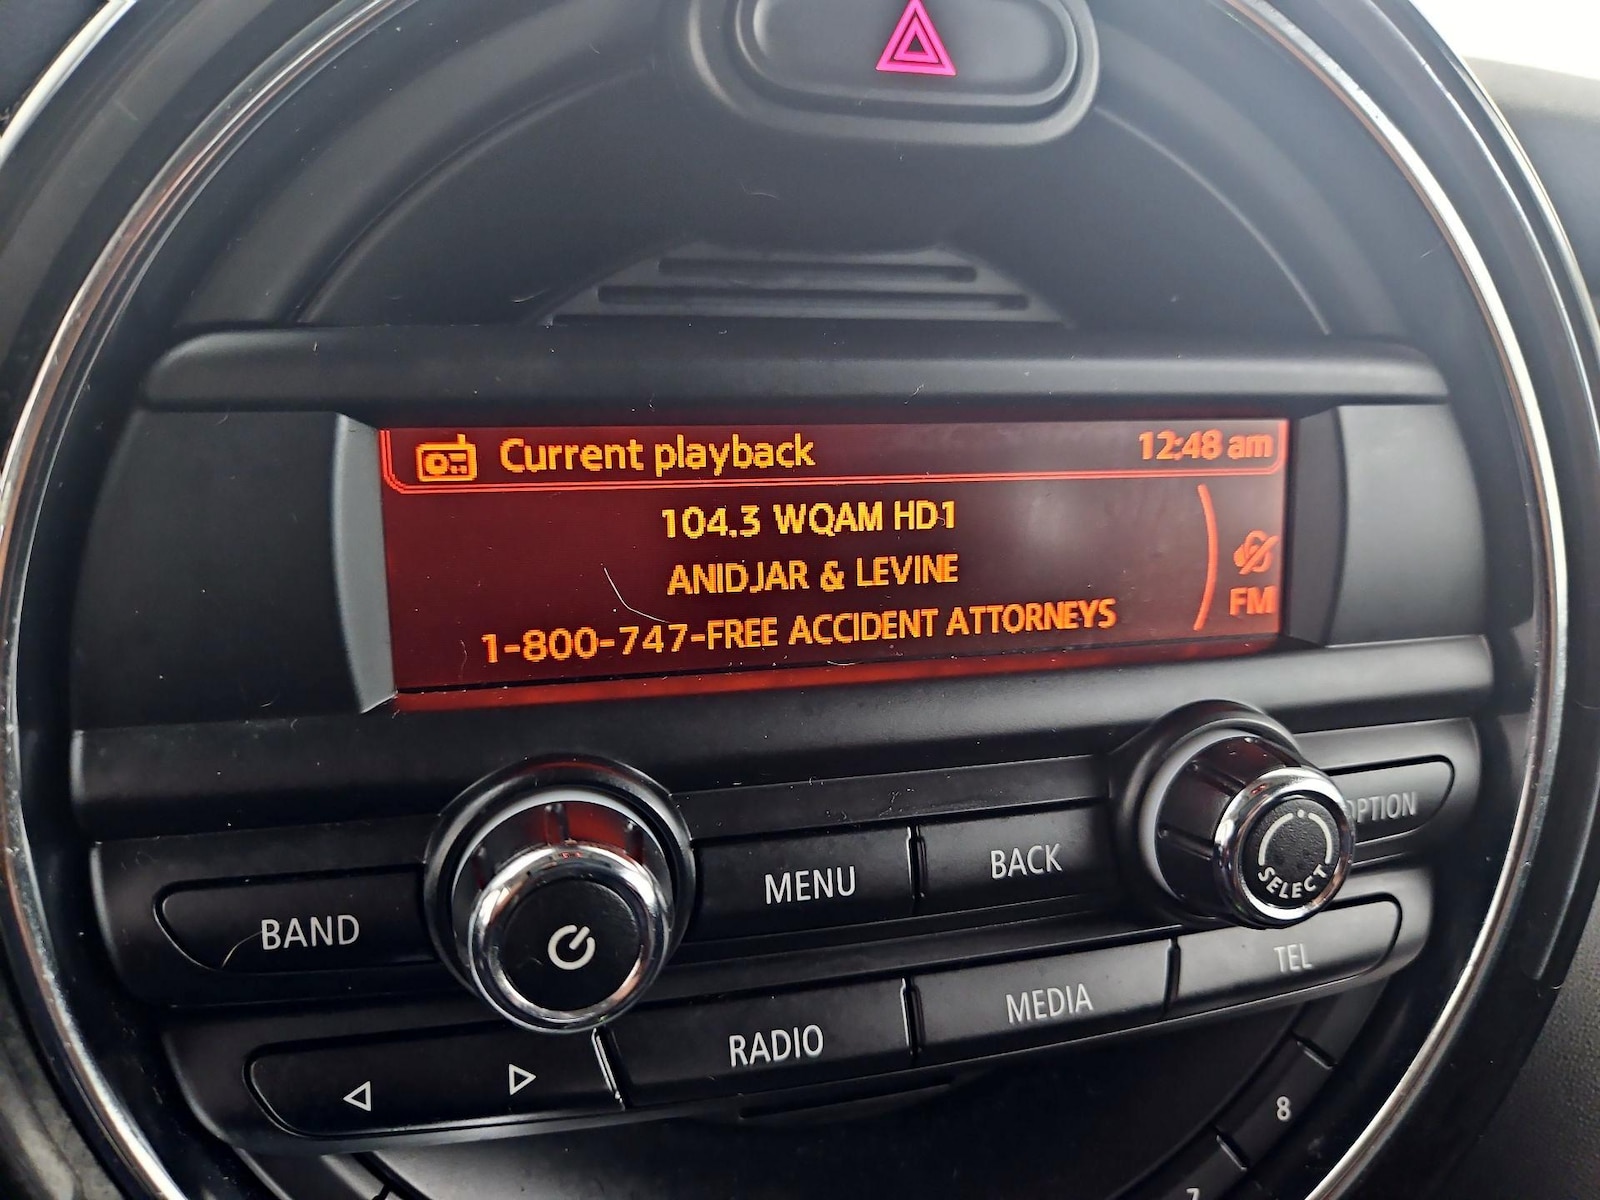 Current playback 12:48 am
104.3 WQAM HD1
ANIDJAR & LEVINE
1-800-747-FREE ACCIDENT ATTORNEYS
FM
OPTION
SELECT
MENU BACK
BAND
TEL
MEDIA
RADIO
8
7